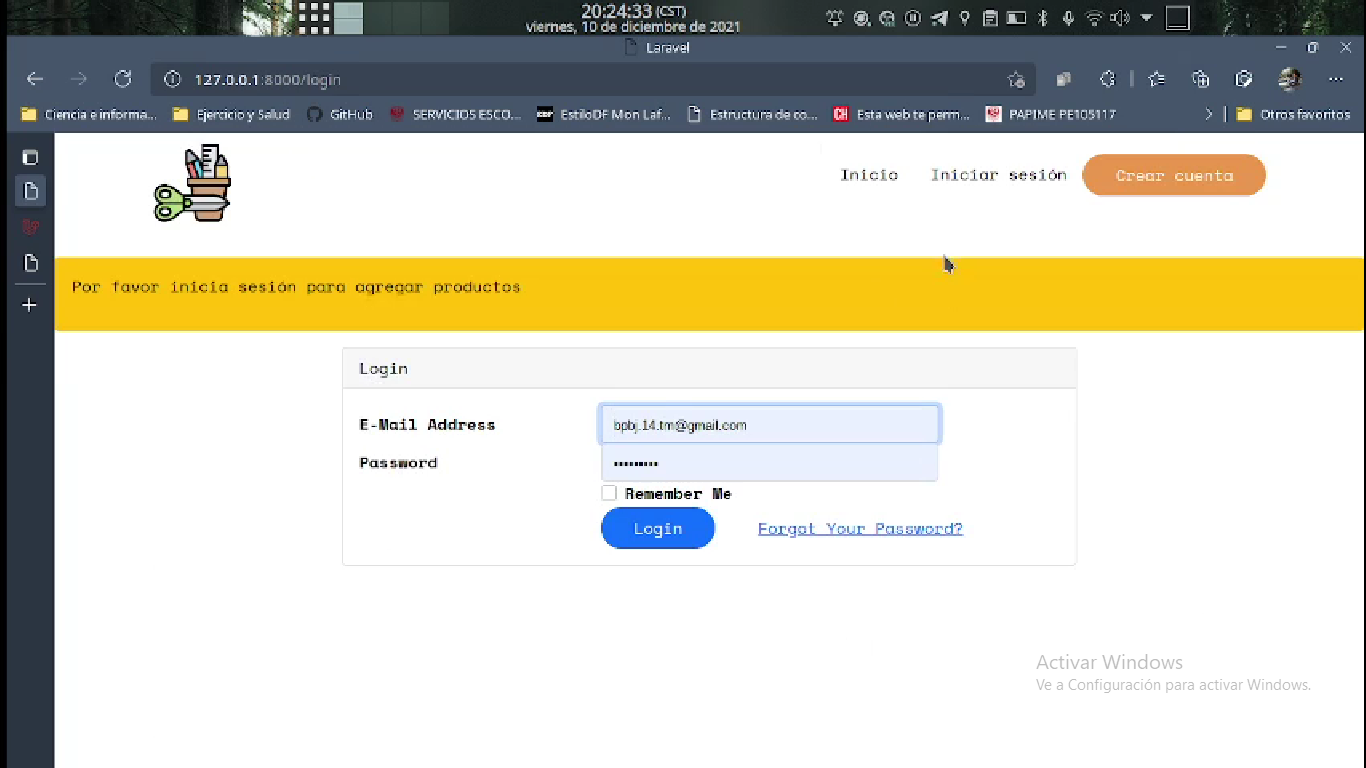 20:24:33 (CST)
viernes, 10 de diciembre de 2021
Laravel
127.0.0.1:8000/login
Ciencia e informa... Ejercicio y Salud GitHub SERVICIOS ESCO... EstiloDF Mon Laf... Estructura de co... CH Esta web te perm... PAPIME PE105117 Otros favoritos
Inicio Iniciar sesión Crear cuenta
Por favor inicia sesión para agregar productos
Login
E-Mail Address bpbj.14.tm@gmail.com
Password
Remember Me
Login Forgot Your Password?
Activar Windows
Ve a Configuración para activar Windows.